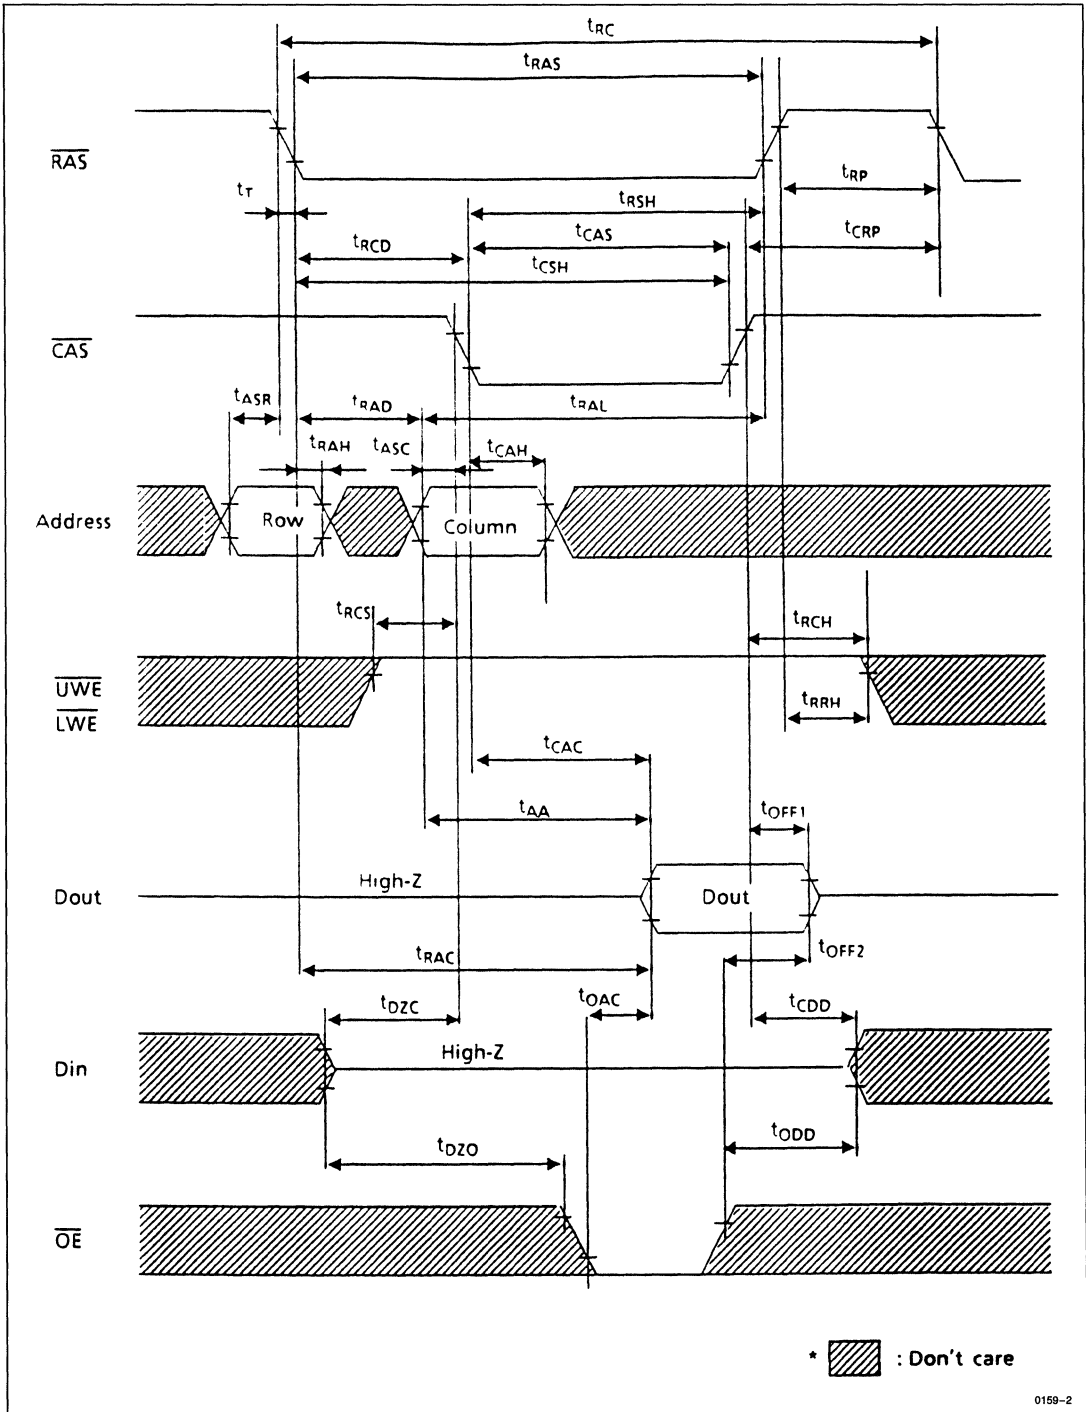 tRC
tRAS
RAS
tT
tRP
tRSH
tCAS
tCRP
tRCD
tCSH
CAS
tASR
tRAD
tRAL
tRAH
tASC
tCAH
Address
Row
Column
tRCS
tRCH
UWE
LWE
tRRH
tCAC
tAA
tOFF1
Dout
High-Z
Dout
tRAC
tOFF2
tDZC
tOAC
tCDD
Din
High-Z
tDZO
tODD
OE
* : Don't care
0159-2